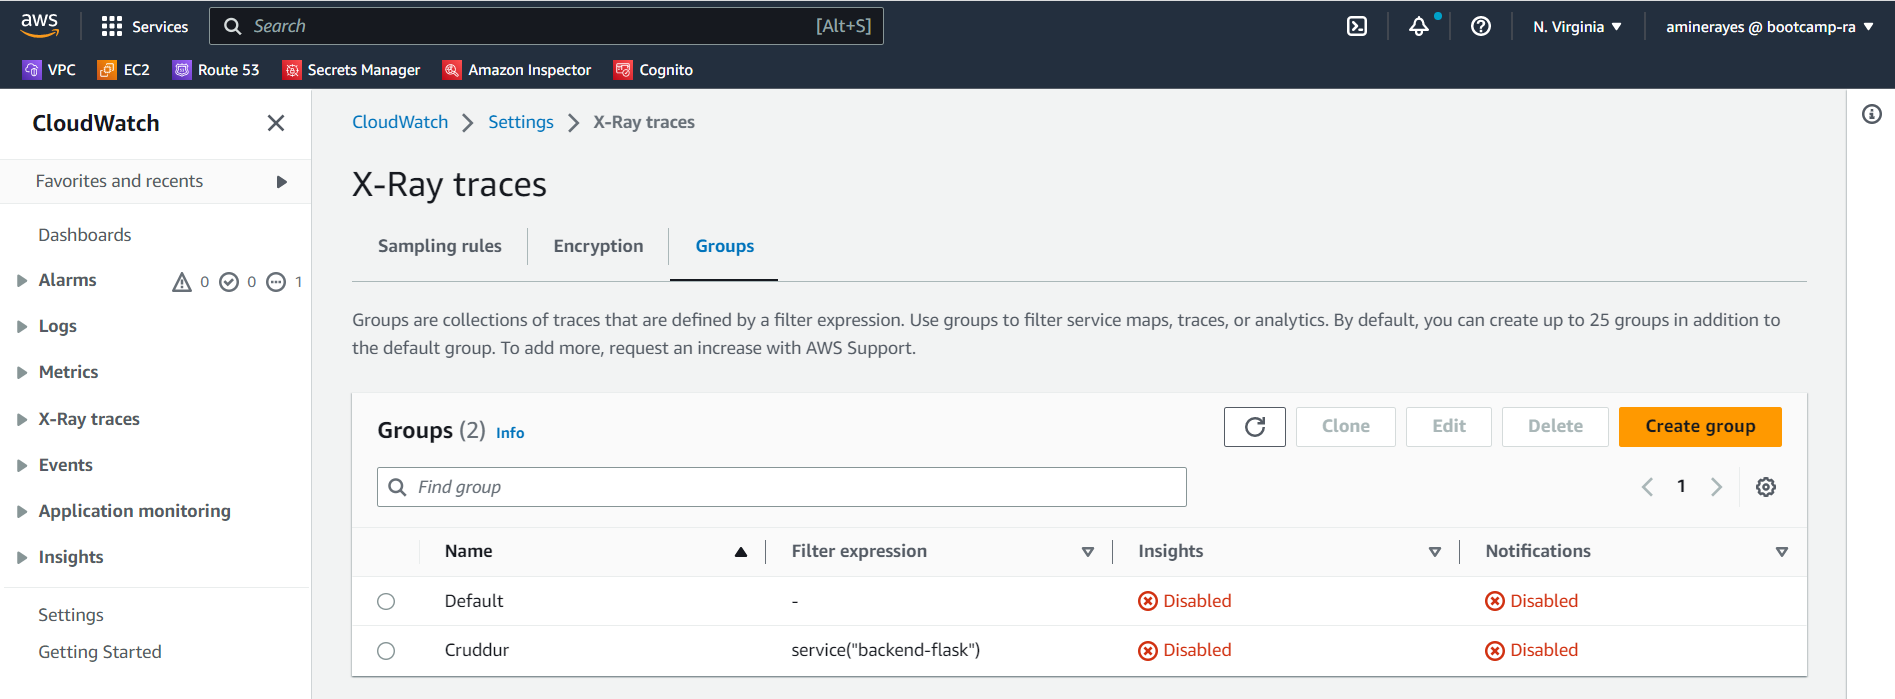 aws
Services
Search [Alt+S]
N. Virginia
aminerayes @ bootcamp-ra
VPC EC2 Route 53 Secrets Manager Amazon Inspector Cognito
CloudWatch
Favorites and recents
Dashboards
Alarms 0 0 1
Logs
Metrics
X-Ray traces
Events
Application monitoring
Insights
Settings
Getting Started
CloudWatch Settings X-Ray traces
X-Ray traces
Sampling rules Encryption Groups
Groups are collections of traces that are defined by a filter expression. Use groups to filter service maps, traces, or analytics. By default, you can create up to 25 groups in addition to
the default group. To add more, request an increase with AWS Support.
Groups (2) Info
Clone Edit Delete Create group
Find group
1
Name Filter expression Insights Notifications
Default - Disabled Disabled
Cruddur service("backend-flask") Disabled Disabled